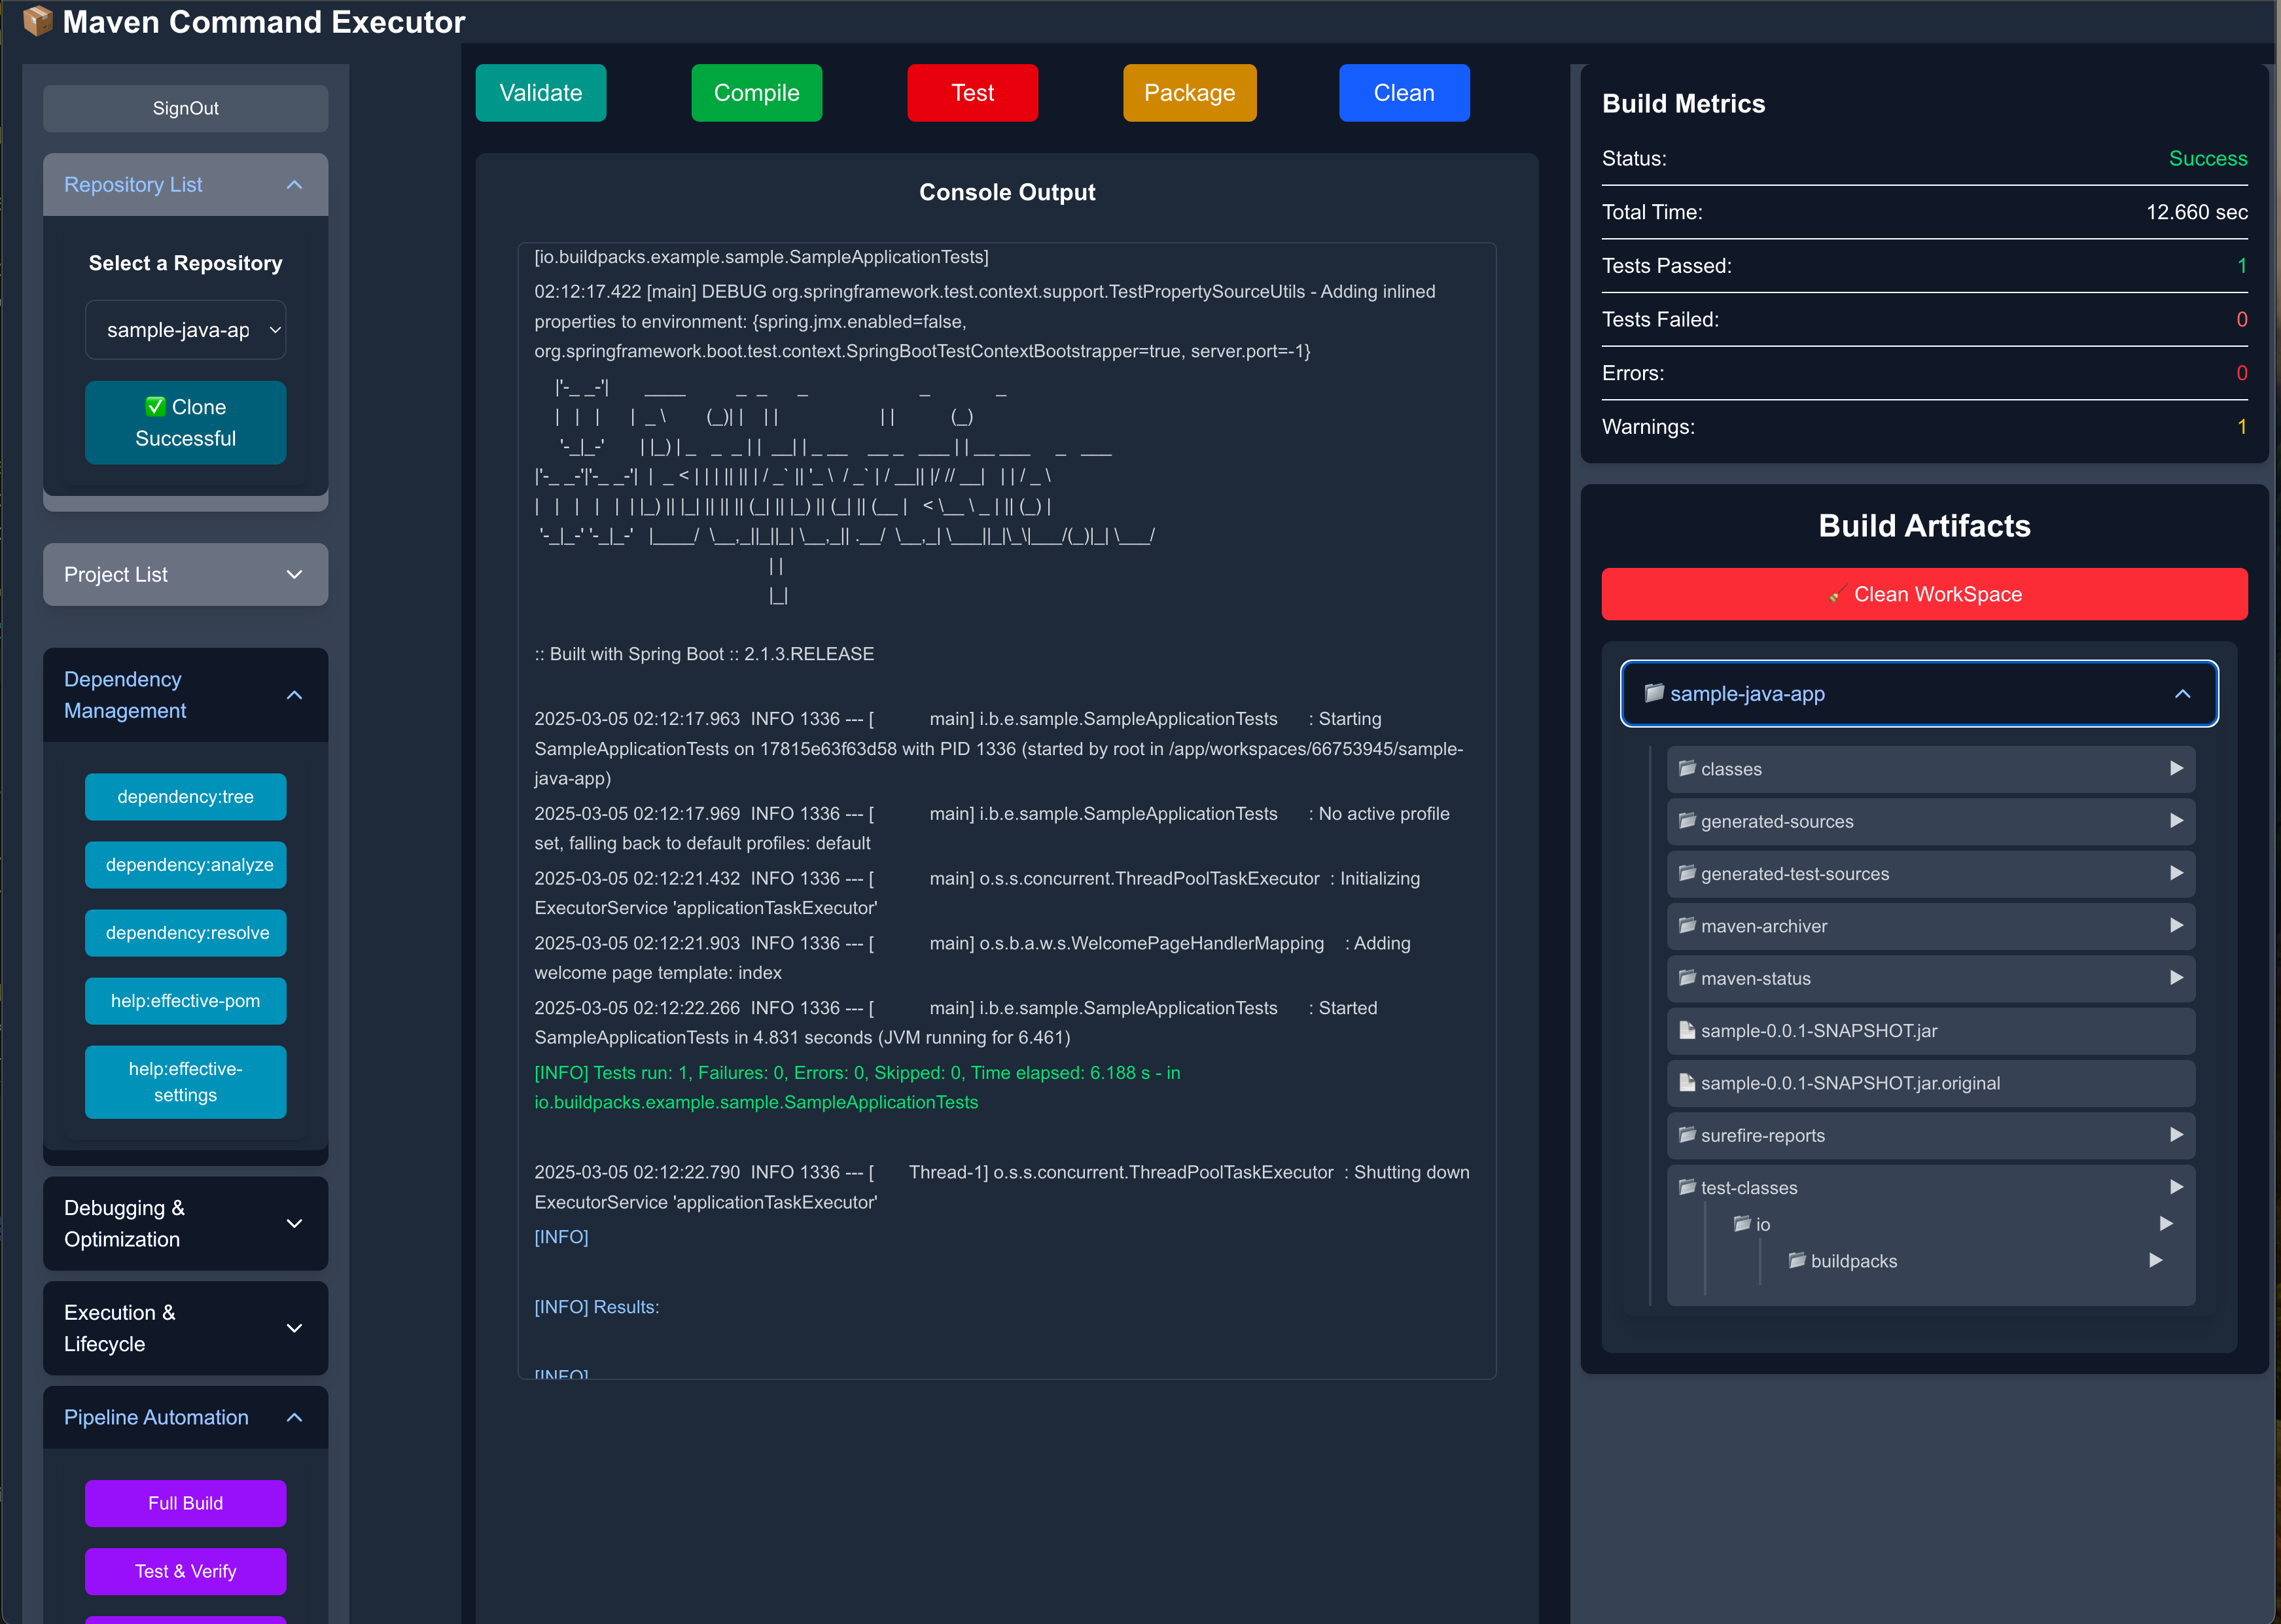 📦 Maven Command Executor
SignOut
Repository List
Select a Repository
sample-java-ap
✅ Clone
Successful
Project List
Dependency
Management
dependency:tree
dependency:analyze
dependency:resolve
help:effective-pom
help:effective-
settings
Debugging &
Optimization
Execution &
Lifecycle
Pipeline Automation
Full Build
Test & Verify
Validate
Compile
Test
Package
Clean
Console Output
[io.buildpacks.example.sample.SampleApplicationTests]
02:12:17.422 [main] DEBUG org.springframework.test.context.support.TestPropertySourceUtils - Adding inlined
properties to environment: {spring.jmx.enabled=false,
org.springframework.boot.test.context.SpringBootTestContextBootstrapper=true, server.port=-1}
:: Built with Spring Boot :: 2.1.3.RELEASE
2025-03-05 02:12:17.963  INFO 1336 --- [           main] i.b.e.sample.SampleApplicationTests      : Starting
SampleApplicationTests on 17815e63f63d58 with PID 1336 (started by root in /app/workspaces/66753945/sample-
java-app)
2025-03-05 02:12:17.969  INFO 1336 --- [           main] i.b.e.sample.SampleApplicationTests      : No active profile
set, falling back to default profiles: default
2025-03-05 02:12:21.432  INFO 1336 --- [           main] o.s.s.concurrent.ThreadPoolTaskExecutor  : Initializing
ExecutorService 'applicationTaskExecutor'
2025-03-05 02:12:21.903  INFO 1336 --- [           main] o.s.b.a.w.s.WelcomePageHandlerMapping    : Adding
welcome page template: index
2025-03-05 02:12:22.266  INFO 1336 --- [           main] i.b.e.sample.SampleApplicationTests      : Started
SampleApplicationTests in 4.831 seconds (JVM running for 6.461)
[INFO] Tests run: 1, Failures: 0, Errors: 0, Skipped: 0, Time elapsed: 6.188 s - in
io.buildpacks.example.sample.SampleApplicationTests
2025-03-05 02:12:22.790  INFO 1336 --- [       Thread-1] o.s.s.concurrent.ThreadPoolTaskExecutor  : Shutting down
ExecutorService 'applicationTaskExecutor'
[INFO]
[INFO] Results:
[INFO]
Build Metrics
Status: Success
Total Time: 12.660 sec
Tests Passed: 1
Tests Failed: 0
Errors: 0
Warnings: 1
Build Artifacts
🧹 Clean WorkSpace
📁 sample-java-app
📂 classes ▶
📂 generated-sources ▶
📂 generated-test-sources ▶
📂 maven-archiver ▶
📂 maven-status ▶
📄 sample-0.0.1-SNAPSHOT.jar
📄 sample-0.0.1-SNAPSHOT.jar.original
📂 surefire-reports ▶
📂 test-classes ▶
📂 io ▶
📂 buildpacks ▶